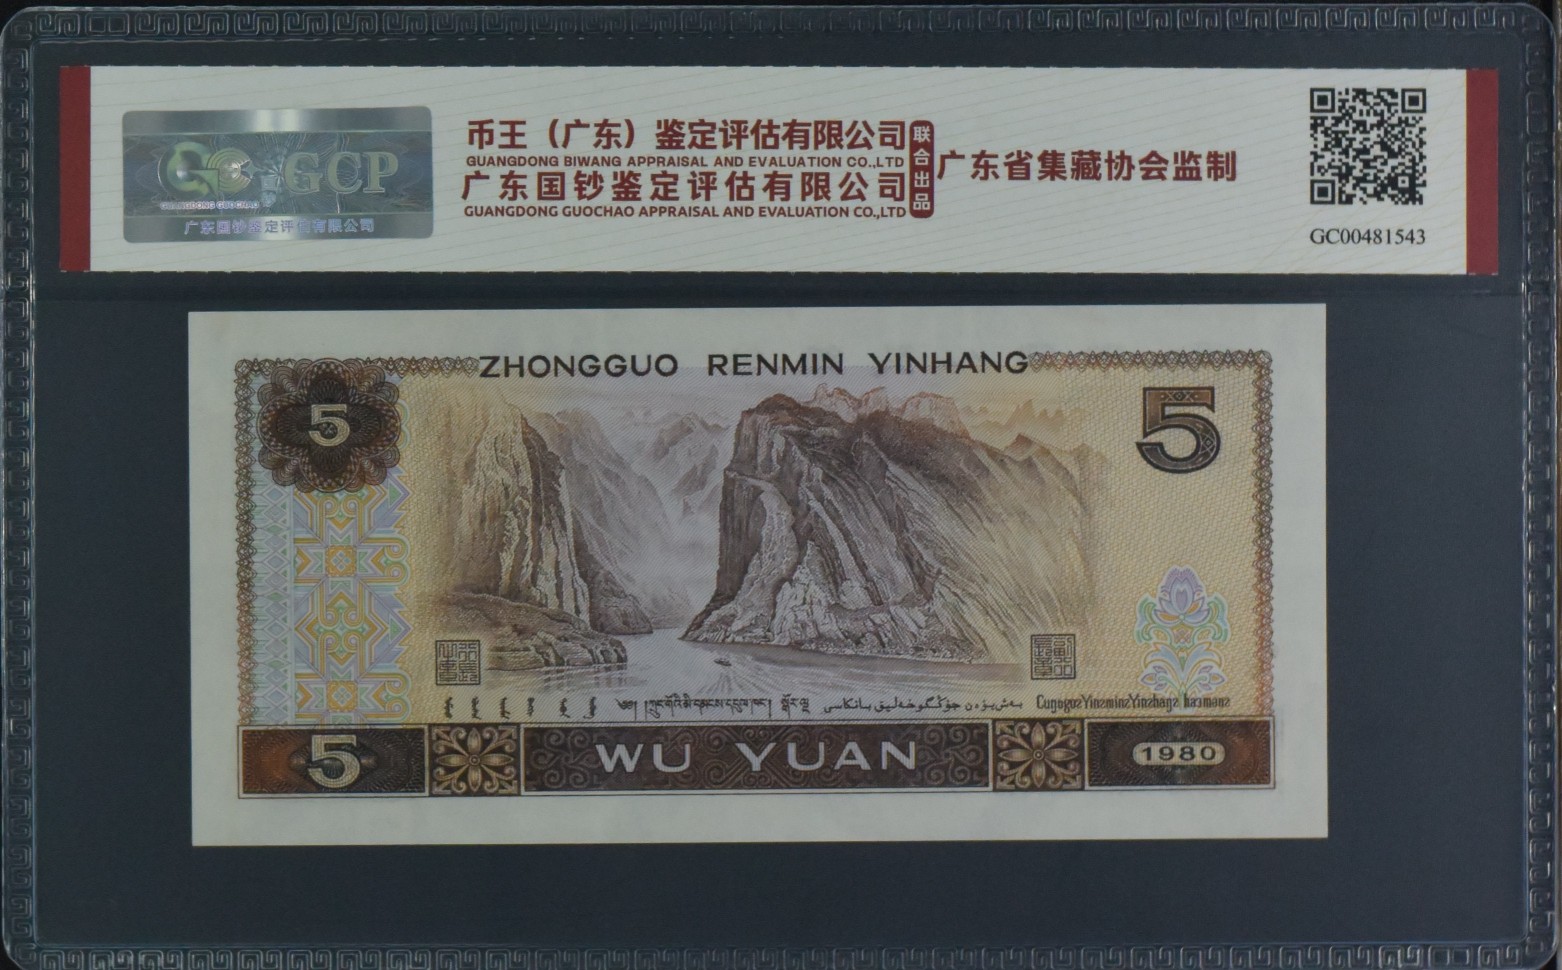 币王（广东）鉴定评估有限公司
GUANGDONG BIWANG APPRAISAL AND EVALUATION CO.,LTD
广东国钞鉴定评估有限公司
GUANGDONG GUOCHAO APPRAISAL AND EVALUATION CO.,LTD
联合出品
广东省集藏协会监制
GCP
GUANGDONG GUOCHAO
广东国钞鉴定评估有限公司
GC00481543
ZHONGGUO RENMIN YINHANG
5
5
5
WU YUAN
1980